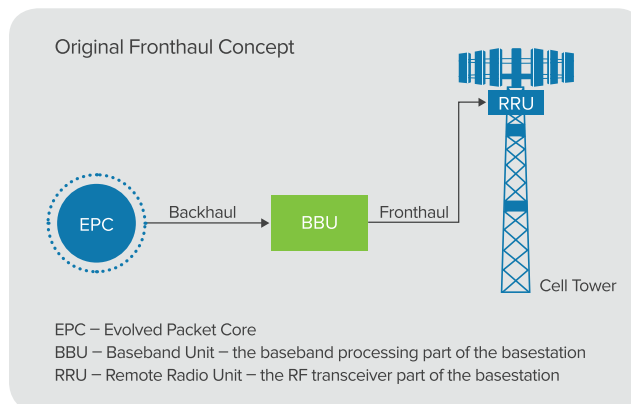 Original Fronthaul Concept
RRU
EPC
Backhaul
BBU
Fronthaul
Cell Tower
EPC – Evolved Packet Core
BBU – Baseband Unit – the baseband processing part of the basestation
RRU – Remote Radio Unit – the RF transceiver part of the basestation